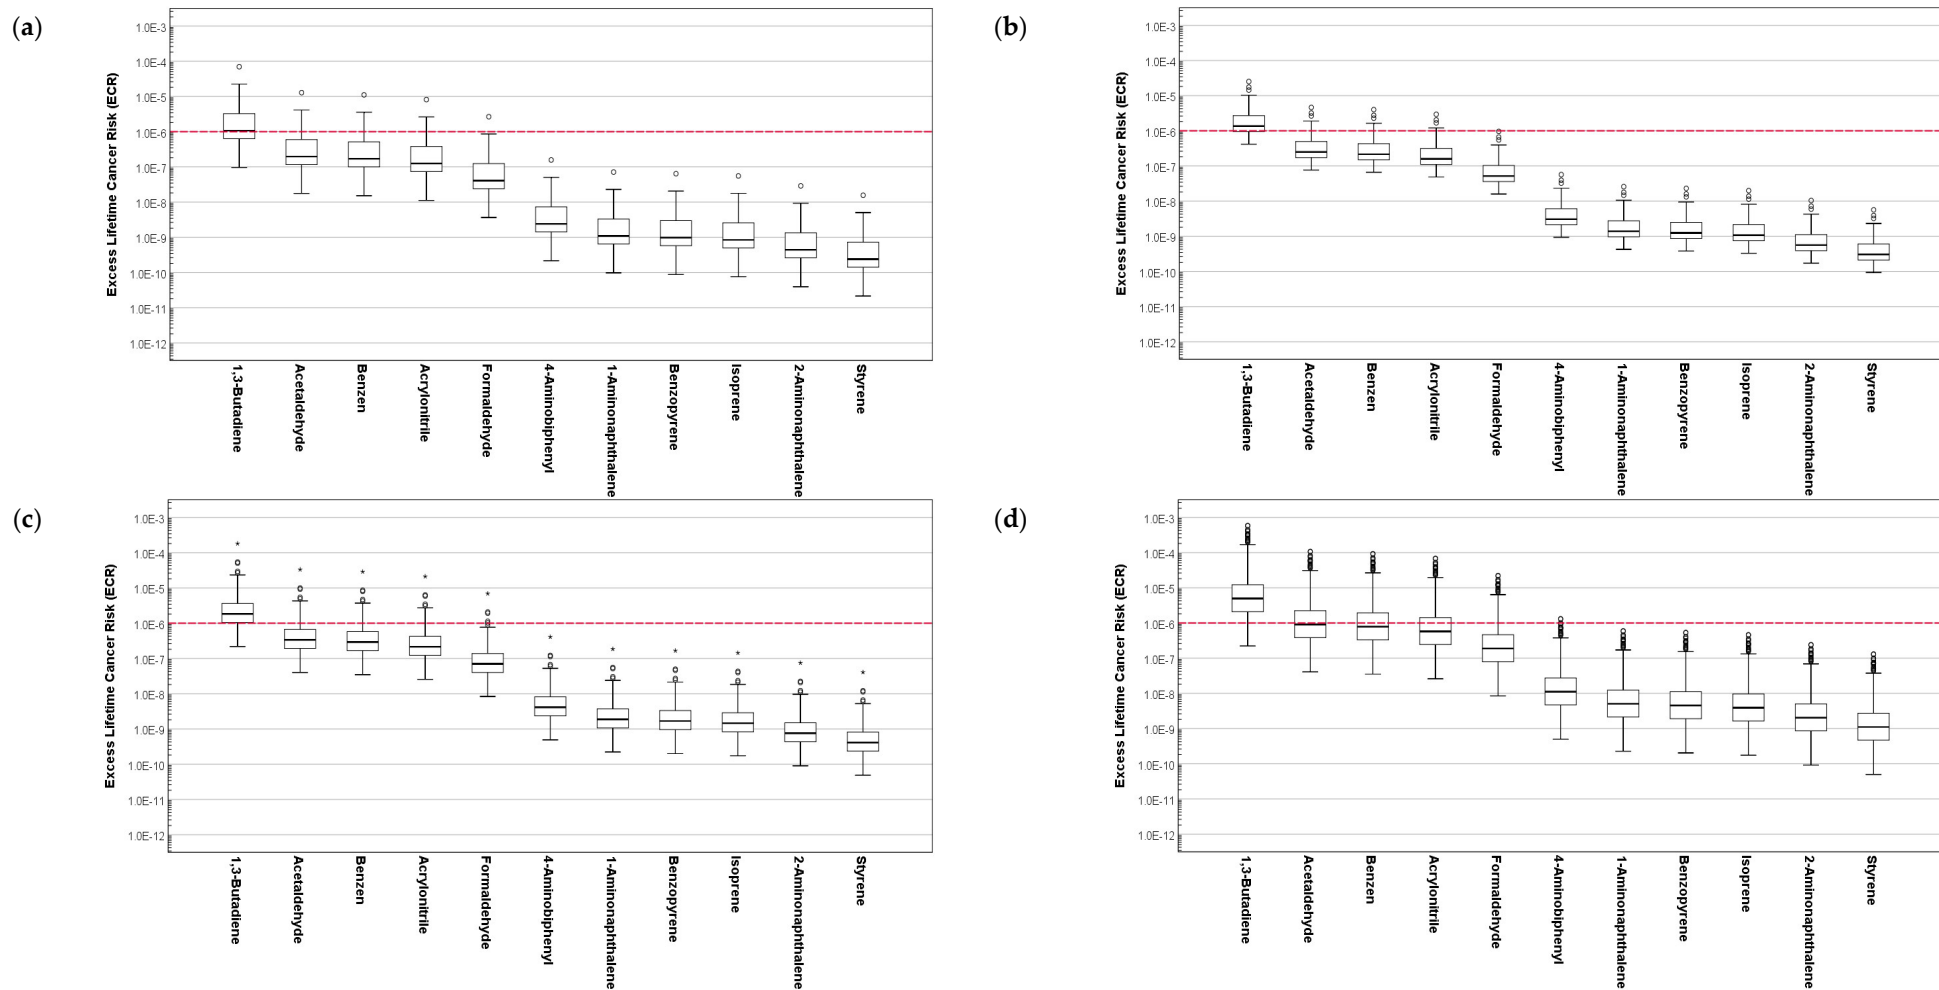 (a)
Excess Lifetime Cancer Risk (ECR)
1.0E-3
1.0E-4
1.0E-5
1.0E-6
1.0E-7
1.0E-8
1.0E-9
1.0E-10
1.0E-11
1.0E-12
1,3-Butadiene
Acetaldehyde
Benzen
Acrylonitrile
Formaldehyde
4-Aminobiphenyl
1-Aminonaphthalene
Benzopyrene
Isoprene
2-Aminonaphthalene
Styrene
(b)
Excess Lifetime Cancer Risk (ECR)
1.0E-3
1.0E-4
1.0E-5
1.0E-6
1.0E-7
1.0E-8
1.0E-9
1.0E-10
1.0E-11
1.0E-12
1,3-Butadiene
Acetaldehyde
Benzen
Acrylonitrile
Formaldehyde
4-Aminobiphenyl
1-Aminonaphthalene
Benzopyrene
Isoprene
2-Aminonaphthalene
Styrene
(c)
Excess Lifetime Cancer Risk (ECR)
1.0E-3
1.0E-4
1.0E-5
1.0E-6
1.0E-7
1.0E-8
1.0E-9
1.0E-10
1.0E-11
1.0E-12
1,3-Butadiene
Acetaldehyde
Benzen
Acrylonitrile
Formaldehyde
4-Aminobiphenyl
1-Aminonaphthalene
Benzopyrene
Isoprene
2-Aminonaphthalene
Styrene
(d)
Excess Lifetime Cancer Risk (ECR)
1.0E-3
1.0E-4
1.0E-5
1.0E-6
1.0E-7
1.0E-8
1.0E-9
1.0E-10
1.0E-11
1.0E-12
1,3-Butadiene
Acetaldehyde
Benzen
Acrylonitrile
Formaldehyde
4-Aminobiphenyl
1-Aminonaphthalene
Benzopyrene
Isoprene
2-Aminonaphthalene
Styrene